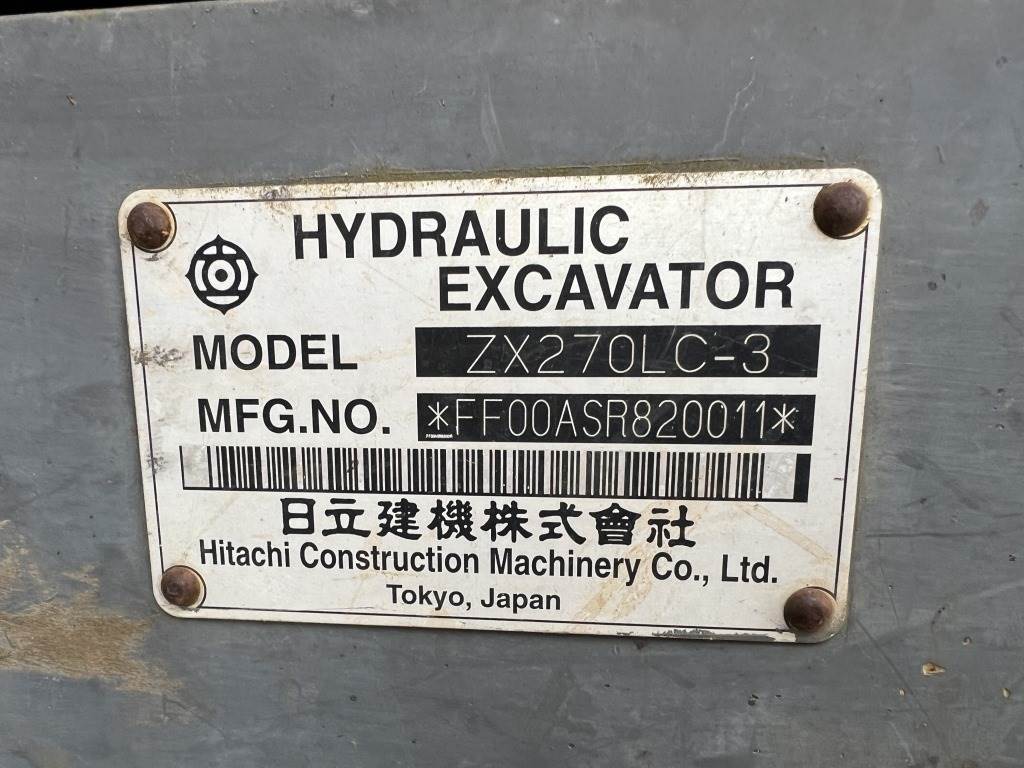 HYDRAULIC
EXCAVATOR
MODEL ZX270LC-3
MFG.NO. *FF00ASR820011*
日立建機株式會社
Hitachi Construction Machinery Co., Ltd.
Tokyo, Japan